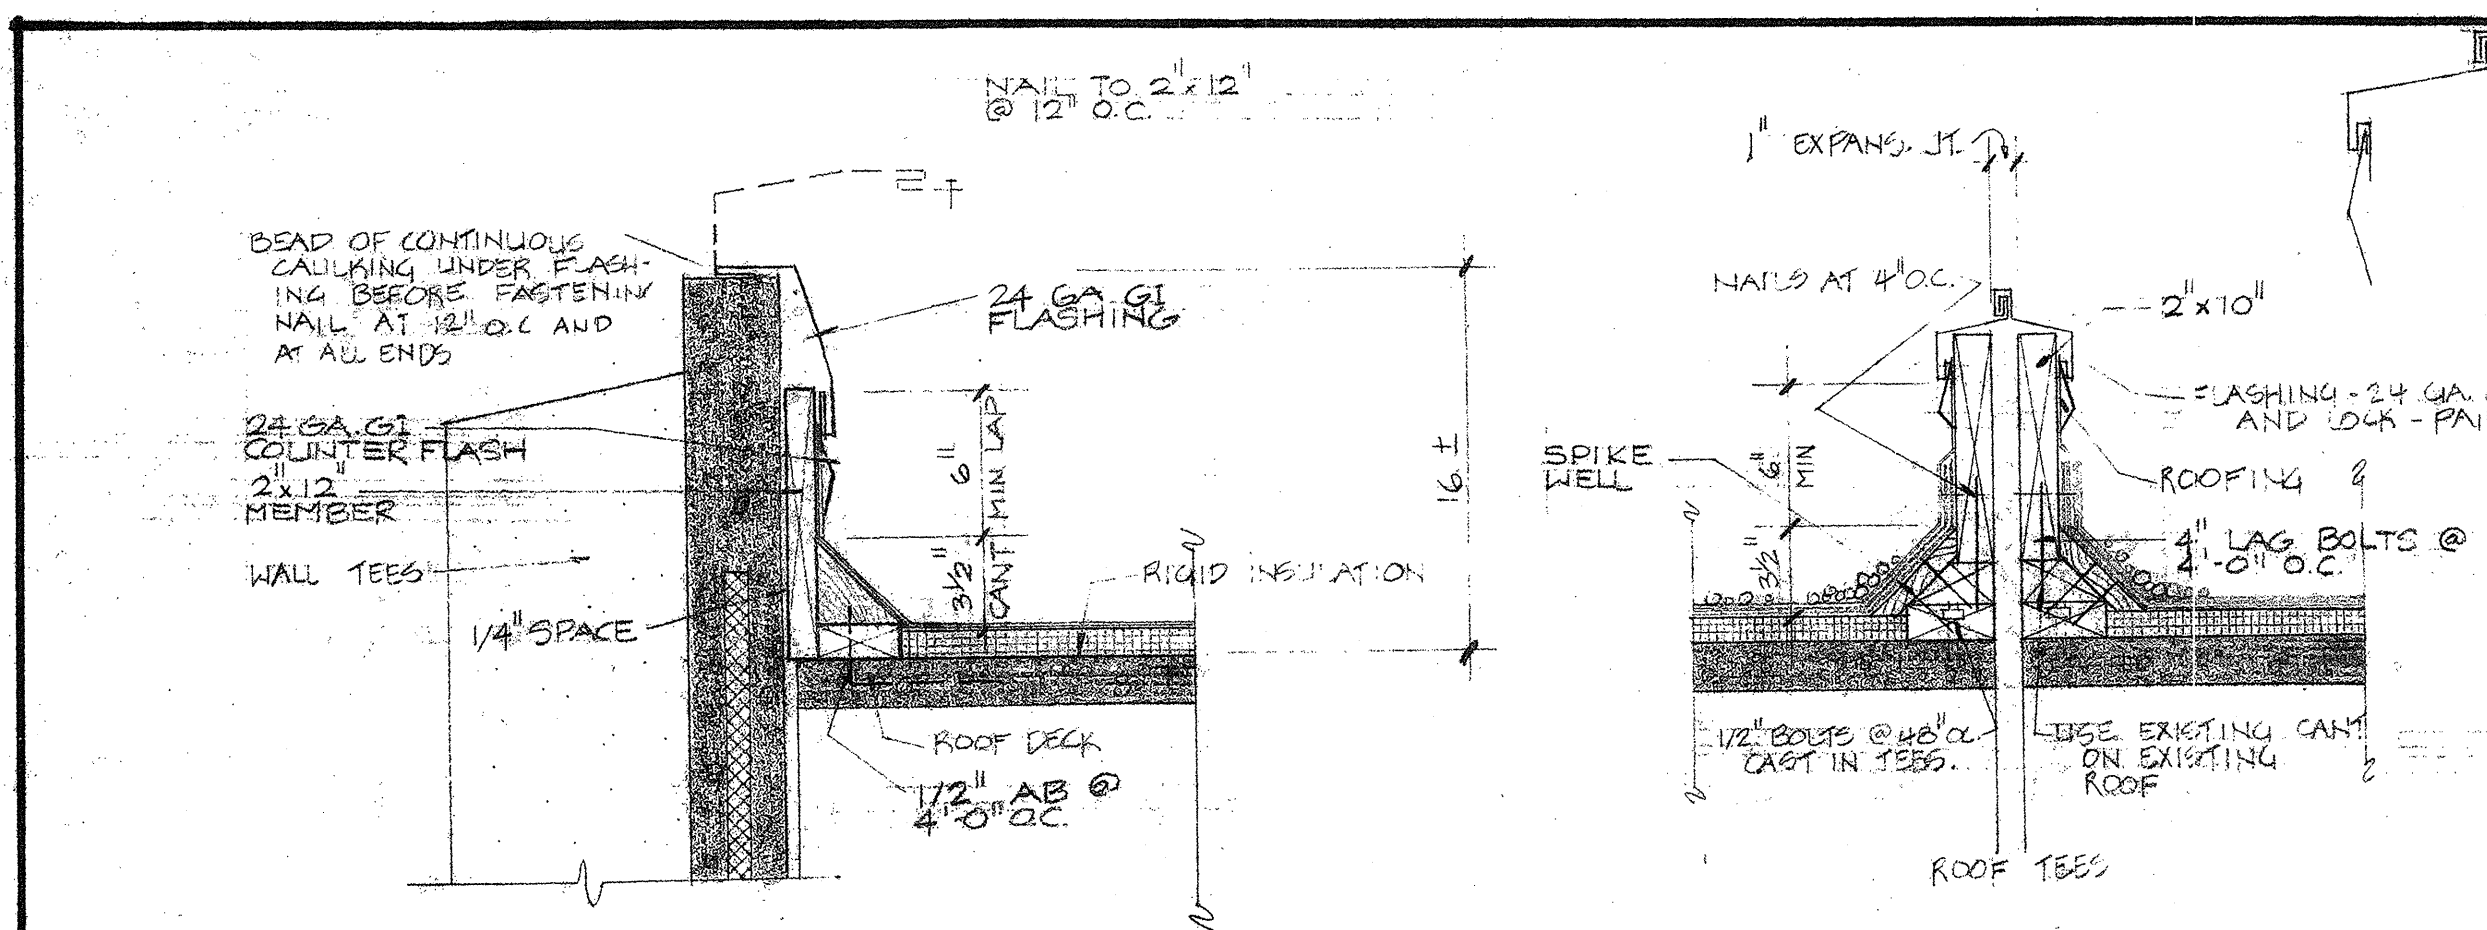 NAIL TO 2"x12"
@ 12" O.C.
BEAD OF CONTINUOUS
CAULKING UNDER FLASH-
ING BEFORE FASTENING
NAIL AT 12" O.C AND
AT ALL ENDS
24 GA GI
FLASHING
24 GA. GI
COUNTER FLASH
2"x12"
MEMBER
WALL TEES
1/4" SPACE
6"
MIN LAP
3½"
CANT
16 ±
RIGID INSULATION
ROOF DECK
1/2" AB @
4'-0" O.C.
1" EXPANS. JT.
NAILS AT 4" O.C.
2"x10"
FLASHING - 24 GA.
AND LOCK - PAI
SPIKE
WELL
6"
MIN
3½"
ROOFING
4" LAG BOLTS @
4'-0" O.C.
1/2" BOLTS @ 48" OC
CAST IN TEES.
USE EXISTING CANT
ON EXISTING
ROOF
ROOF TEES